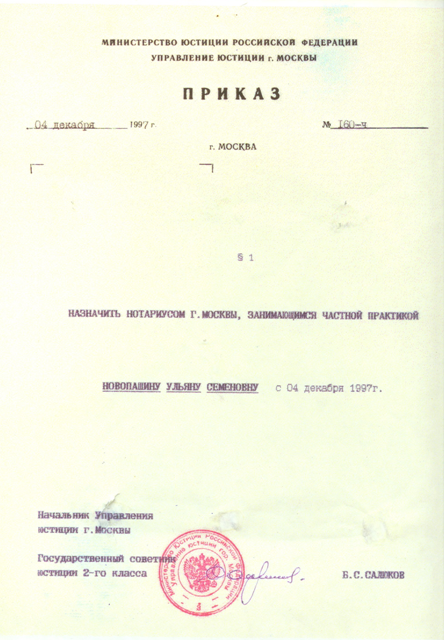 МИНИСТЕРСТВО ЮСТИЦИИ РОССИЙСКОЙ ФЕДЕРАЦИИ
УПРАВЛЕНИЕ ЮСТИЦИИ г. МОСКВЫ
ПРИКАЗ
04 декабря 1997 г. № 160-ч
г. МОСКВА
§ 1
НАЗНАЧИТЬ НОТАРИУСОМ Г.МОСКВЫ, ЗАНИМАЮЩИМСЯ ЧАСТНОЙ ПРАКТИКОЙ
НОВОПАШИНУ УЛЬЯНУ СЕМЕНОВНУ с 04 декабря 1997г.
Начальник Управления
юстиции г.Москвы
Государственный советник
юстиции 2-го класса Б.С.САЛЮКОВ